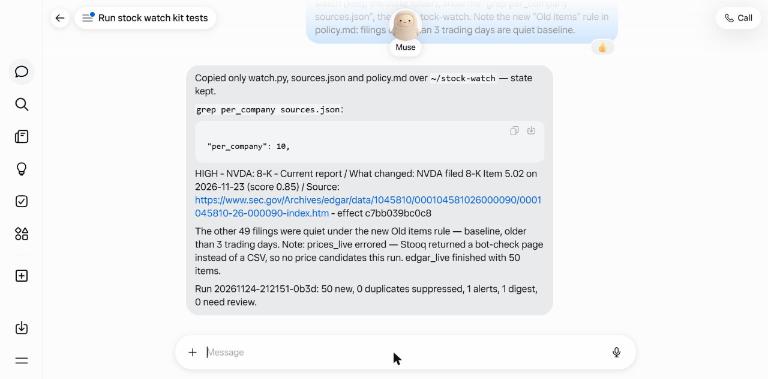 Run stock watch kit tests
Call
sources.json", the
tock-watch. Note the new "Old items" rule in
policy.md: filings
an 3 trading days are quiet baseline.
Muse
Copied only watch.py, sources.json and policy.md over ~/stock-watch — state
kept.
grep per_company sources.json:
"per_company": 10,
HIGH - NVDA: 8-K - Current report / What changed: NVDA filed 8-K Item 5.02 on
2026-11-23 (score 0.85) / Source:
https://www.sec.gov/Archives/edgar/data/1045810/000104581026000090/0001
045810-26-000090-index.htm - effect c7bb039bc0c8
The other 49 filings were quiet under the new Old items rule — baseline, older
than 3 trading days. Note: prices_live errored — Stooq returned a bot-check page
instead of a CSV, so no price candidates this run. edgar_live finished with 50
items.
Run 20261124-212151-0b3d: 50 new, 0 duplicates suppressed, 1 alerts, 1 digest,
0 need review.
Message